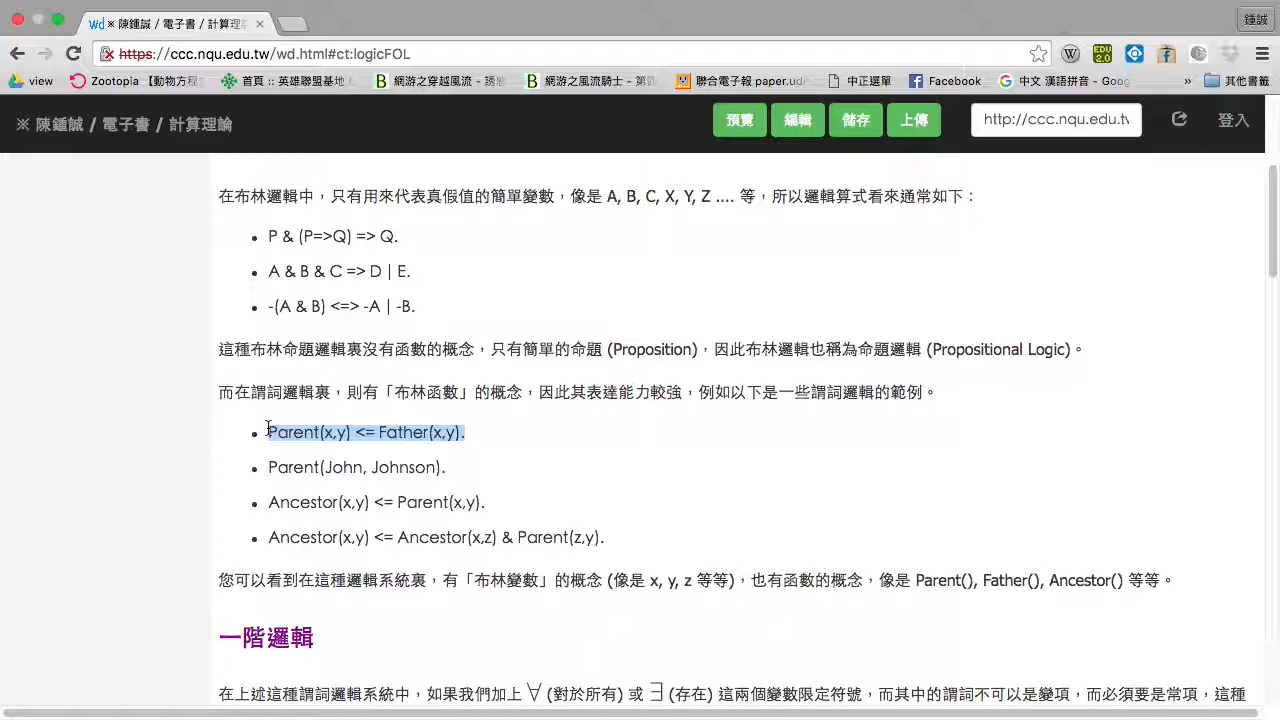 wd ※ 陳鍾誠 / 電子書 / 計算理論
鍾誠
https://ccc.nqu.edu.tw/wd.html#ct:logicFOL
view
Zootopia 【動物方程
首頁 :: 英雄聯盟基地
網游之穿越風流 - 誘惑
網游之風流騎士 - 第四
聯合電子報 paper.ud
中正選單
Facebook
中文 漢語拼音 - Goog
»
其他書籤
※ 陳鍾誠 / 電子書 / 計算理論
預覽
編輯
儲存
上傳
http://ccc.nqu.edu.tv
登入
在布林邏輯中，只有用來代表真假值的簡單變數，像是 A, B, C, X, Y, Z .... 等，所以邏輯算式看來通常如下：
• P & (P=>Q) => Q.
• A & B & C => D | E.
• -(A & B) <=> -A | -B.
這種布林命題邏輯裏沒有函數的概念，只有簡單的命題 (Proposition)，因此布林邏輯也稱為命題邏輯 (Propositional Logic)。
而在謂詞邏輯裏，則有「布林函數」的概念，因此其表達能力較強，例如以下是一些謂詞邏輯的範例。
• Parent(x,y) <= Father(x,y).
• Parent(John, Johnson).
• Ancestor(x,y) <= Parent(x,y).
• Ancestor(x,y) <= Ancestor(x,z) & Parent(z,y).
您可以看到在這種邏輯系統裏，有「布林變數」的概念 (像是 x, y, z 等等)，也有函數的概念，像是 Parent(), Father(), Ancestor() 等等。
一階邏輯
在上述這種謂詞邏輯系統中，如果我們加上 ∀ (對於所有) 或 ∃ (存在) 這兩個變數限定符號，而其中的謂詞不可以是變項，而必須要是常項，這種